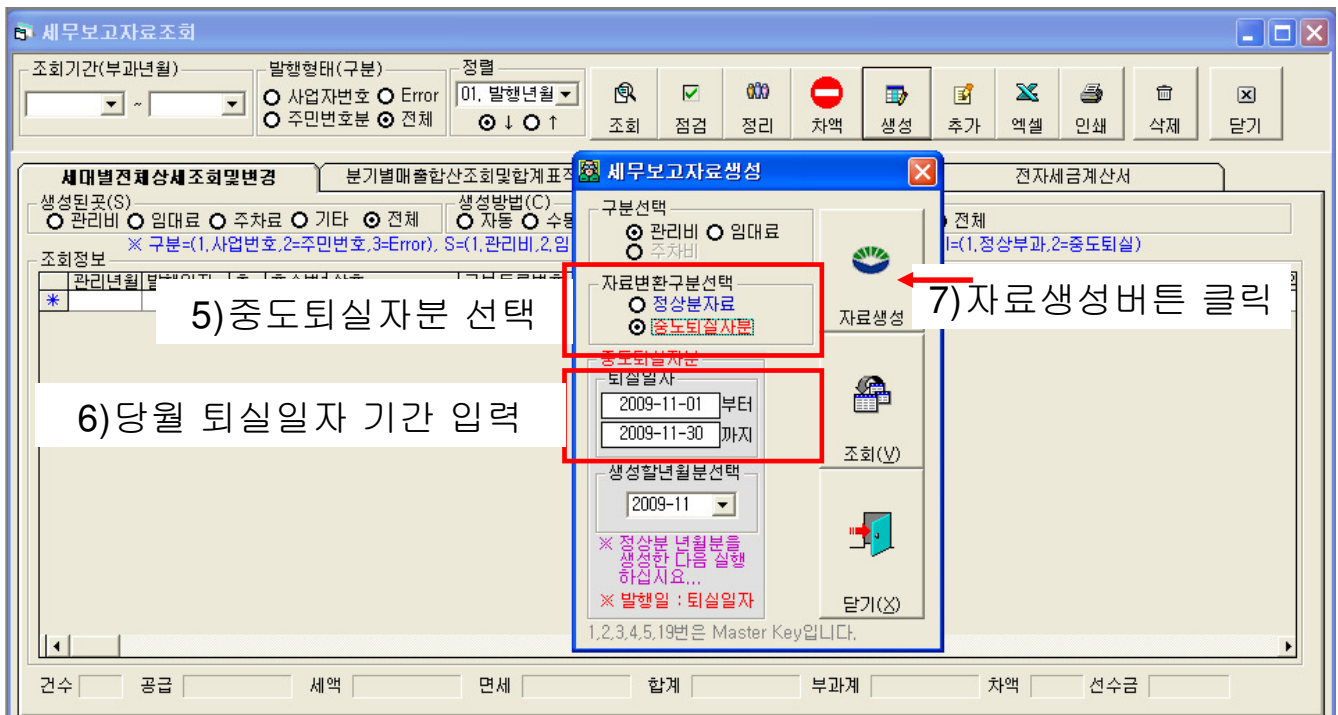 세무보고자료조회
조회기간(부과년월)
~
발행형태(구분)
사업자번호 Error
주민번호분 전체
정렬
01, 발행년월
↓ ↑
조회 점검 정리 차액 생성 추가 엑셀 인쇄 삭제 닫기
세대별전체상세조회및변경 분기별매출합산조회및합계표작 전자세금계산서
생성된곳(S)
관리비 임대료 주차료 기타 전체
생성방법(C)
자동 수동
전체
※ 구분=(1,사업번호,2=주민번호,3=Error), S=(1,관리비,2,임
I=(1,정상부과,2=중도퇴실)
조회정보
관리년월 발행일자
*
세무보고자료생성
구분선택
관리비 임대료
주차비
자료변환구분선택
정상분자료
중도퇴실자분
중도퇴실자분
퇴실일자
2009-11-01 부터
2009-11-30 까지
생성할년월분선택
2009-11
※ 정상분 년월분을
생성한 다음 실행
하십시요...
※ 발행일 : 퇴실일자
1,2,3,4,5,19번은 Master Key입니다.
자료생성
조회(V)
닫기(X)
5)중도퇴실자분 선택
6)당월 퇴실일자 기간 입력
7)자료생성버튼 클릭
건수 공급 세액 면세 합계 부과계 차액 선수금